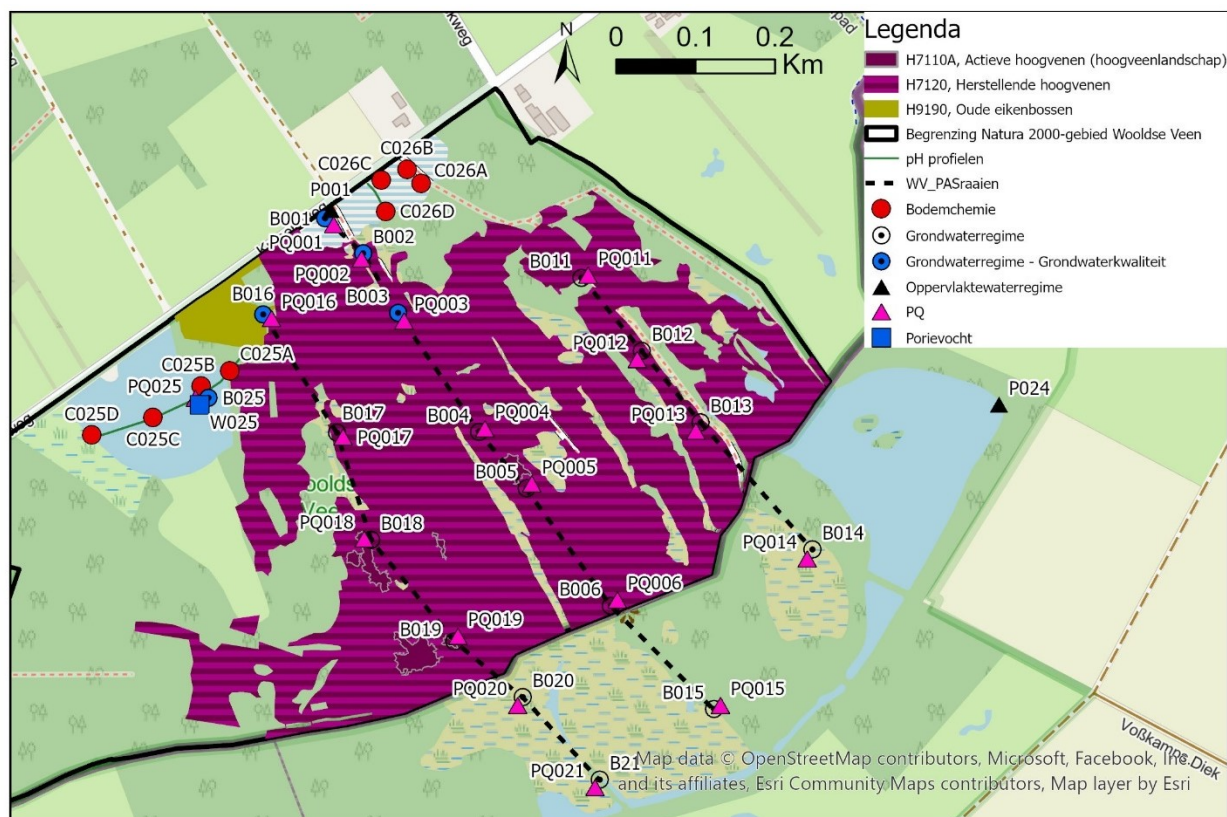 kweg
pad
N
0 0.1 0.2
Km
Legenda
H7110A, Actieve hoogvenen (hoogveenlandschap)
H7120, Herstellende hoogvenen
H9190, Oude eikenbossen
Begrenzing Natura 2000-gebied Wooldse Veen
pH profielen
WV_PASraaien
Bodemchemie
Grondwaterregime
Grondwaterregime - Grondwaterkwaliteit
Oppervlaktewaterregime
PQ
Porievocht
C026B
C026C
C026A
P001
C026D
B001
PQ001
B002
PQ002
B011
PQ011
B016
PQ016
B003
PQ003
B012
PQ012
C025A
C025B
PQ025
B025
C025D
W025
C025C
P024
B017
PQ017
B004
PQ004
PQ013
B013
B005
PQ005
oolds
Vee
PQ018
B018
B014
PQ014
B006
PQ006
B019
PQ019
PQ020
B020
B015
PQ015
Voßkamps Diek
PQ021
B21
Map data © OpenStreetMap contributors, Microsoft, Facebook, Inc.
and its affiliates, Esri Community Maps contributors, Map layer by Esri